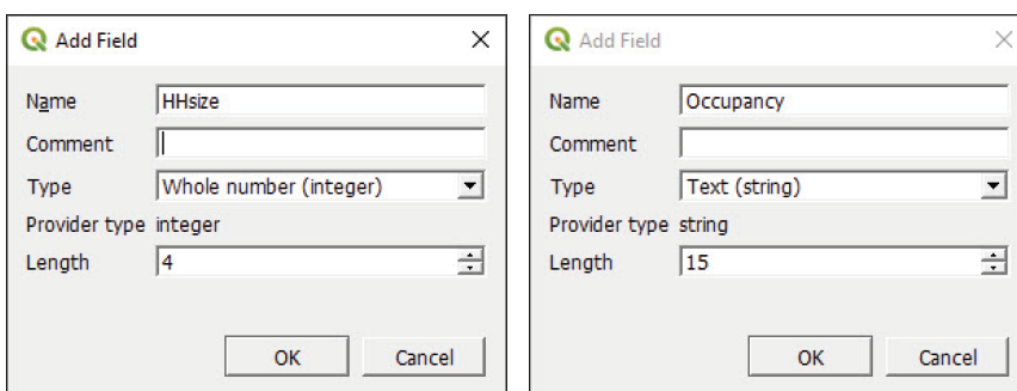 Add Field
Name HHsize
Comment
Type Whole number (integer)
Provider type integer
Length 4
OK Cancel
Add Field
Name Occupancy
Comment
Type Text (string)
Provider type string
Length 15
OK Cancel